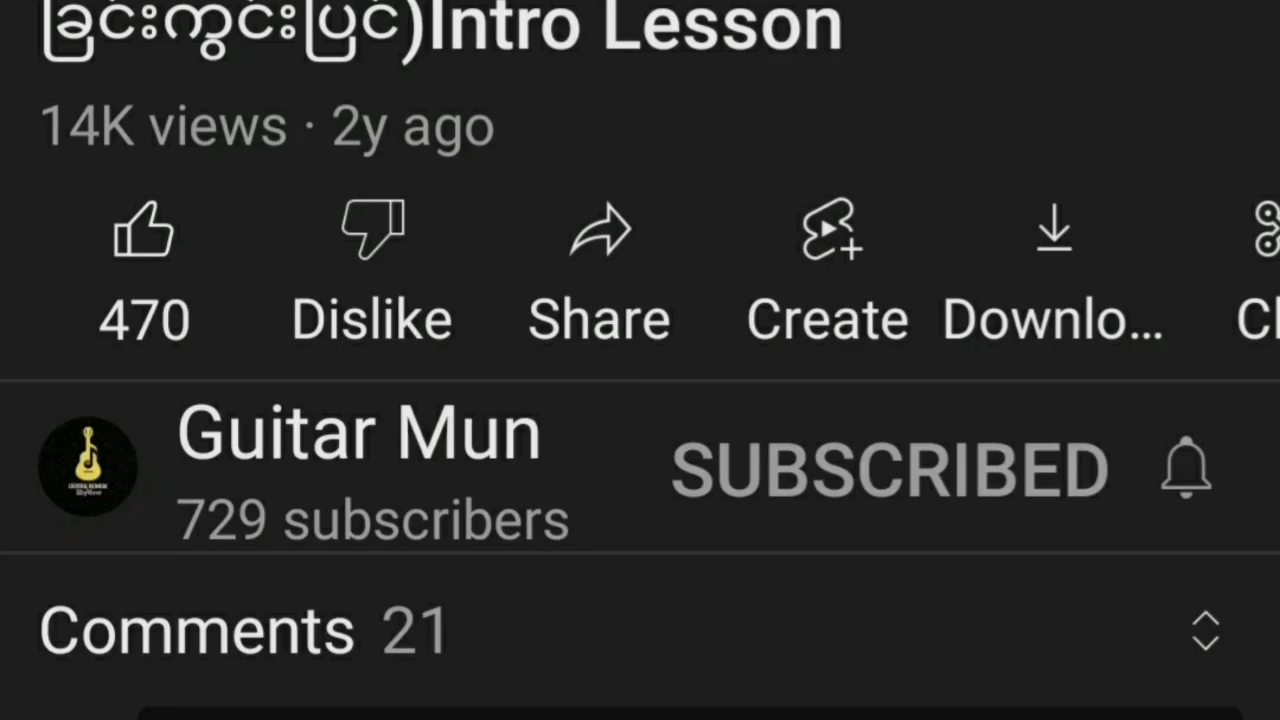 ခြင်းကွင်းပြင်)Intro Lesson
14K views · 2y ago
470 Dislike Share Create Downlo...
Guitar Mun
729 subscribers
SUBSCRIBED
Comments 21